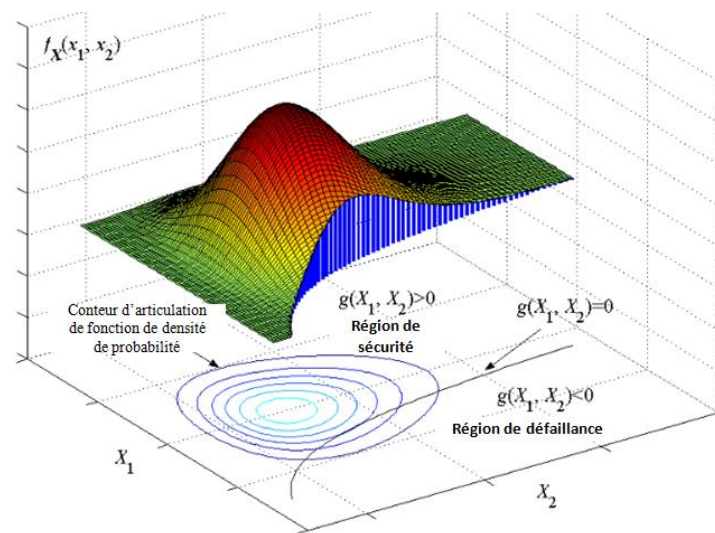 f_X(x_1, x_2)
Conteur d'articulation
de fonction de densité
de probabilité
g(X_1, X_2)>0
Région de
sécurité
g(X_1, X_2)=0
g(X_1, X_2)<0
Région de défaillance
X_1
X_2